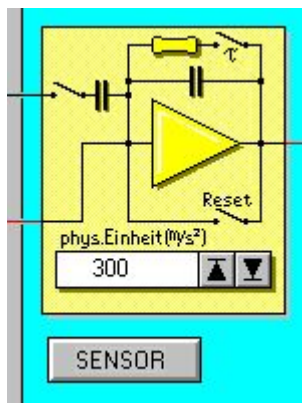 τ
Reset
phys.Einheit(m/s²)
300
SENSOR